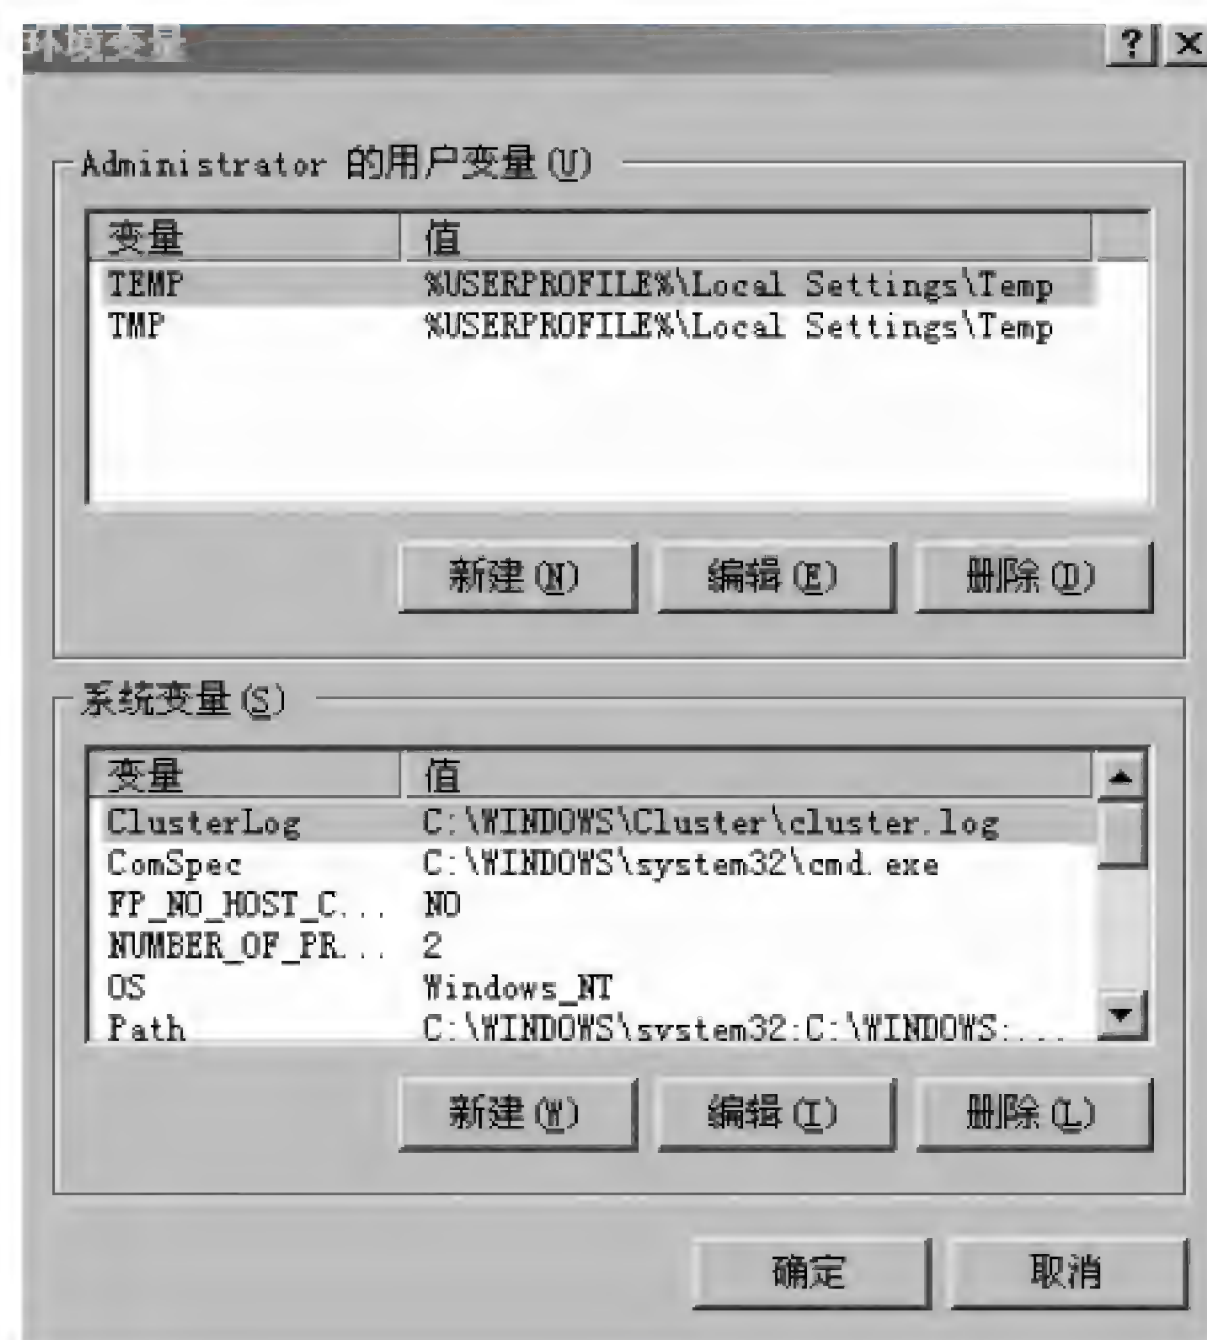 环境变量
Administrator 的用户变量(U)
变量 值
TEMP %USERPROFILE%\Local Settings\Temp
TMP %USERPROFILE%\Local Settings\Temp
新建(N) 编辑(E) 删除(D)
系统变量(S)
变量 值
ClusterLog C:\WINDOWS\Cluster\cluster.log
ComSpec C:\WINDOWS\system32\cmd.exe
FP_NO_HOST_C... NO
NUMBER_OF_PR... 2
OS Windows_NT
Path C:\WINDOWS\system32;C:\WINDOWS;...
新建(W) 编辑(I) 删除(L)
确定 取消